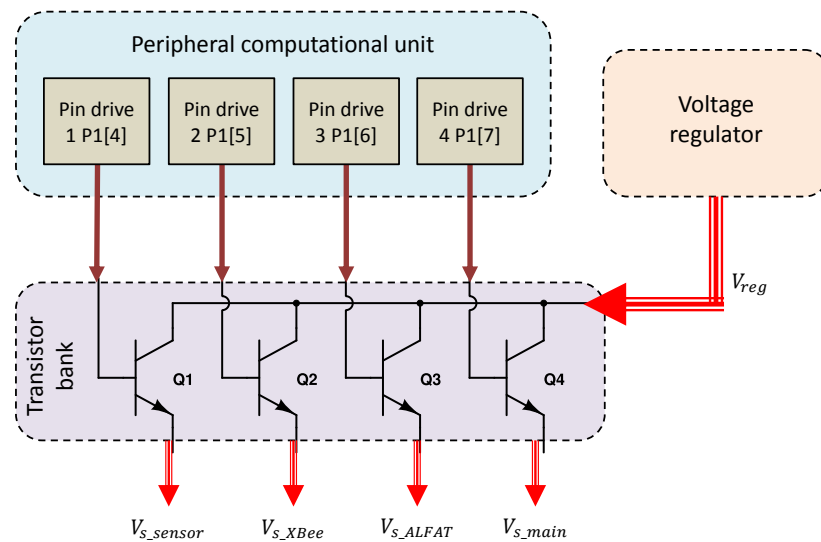 Peripheral computational unit
Pin drive
1 P1[4]
Pin drive
2 P1[5]
Pin drive
3 P1[6]
Pin drive
4 P1[7]
Voltage
regulator
V_reg
Transistor
bank
Q1
Q2
Q3
Q4
V_s_sensor
V_s_XBee
V_s_ALFAT
V_s_main